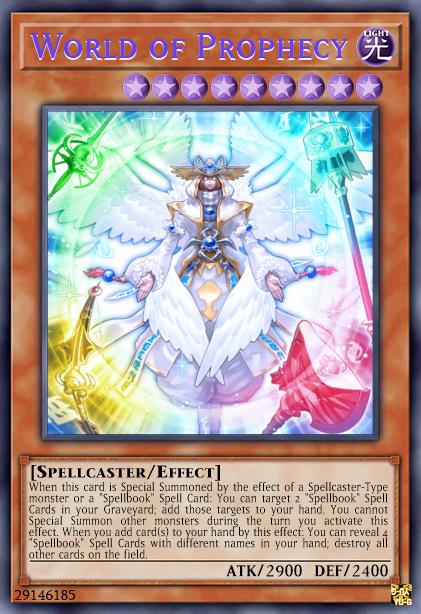 World of Prophecy
LIGHT
光
[Spellcaster/Effect]
When this card is Special Summoned by the effect of a Spellcaster-Type
monster or a "Spellbook" Spell Card: You can target 2 "Spellbook" Spell
Cards in your Graveyard; add those targets to your hand. You cannot
Special Summon other monsters during the turn you activate this
effect. When you add card(s) to your hand by this effect: You can reveal 4
"Spellbook" Spell Cards with different names in your hand; destroy all
other cards on the field.
ATK/2900 DEF/2400
29146185